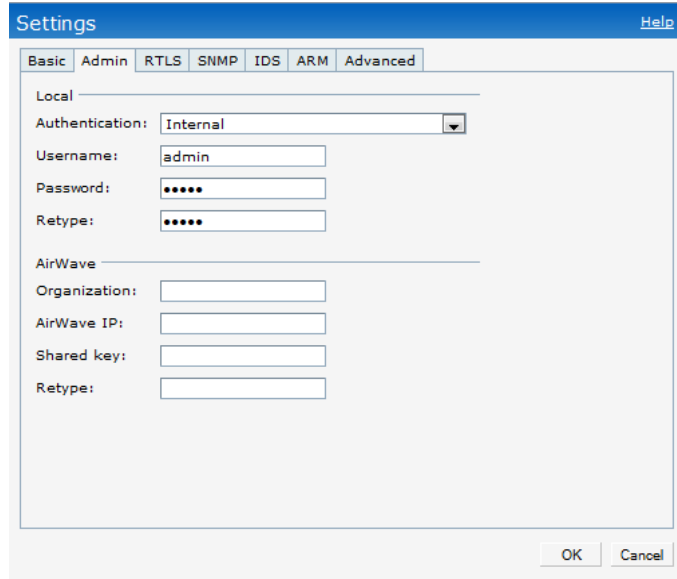 Settings Help
Basic Admin RTLS SNMP IDS ARM Advanced
Local
Authentication: Internal
Username: admin
Password: •••••
Retype: •••••
AirWave
Organization:
AirWave IP:
Shared key:
Retype:
OK Cancel